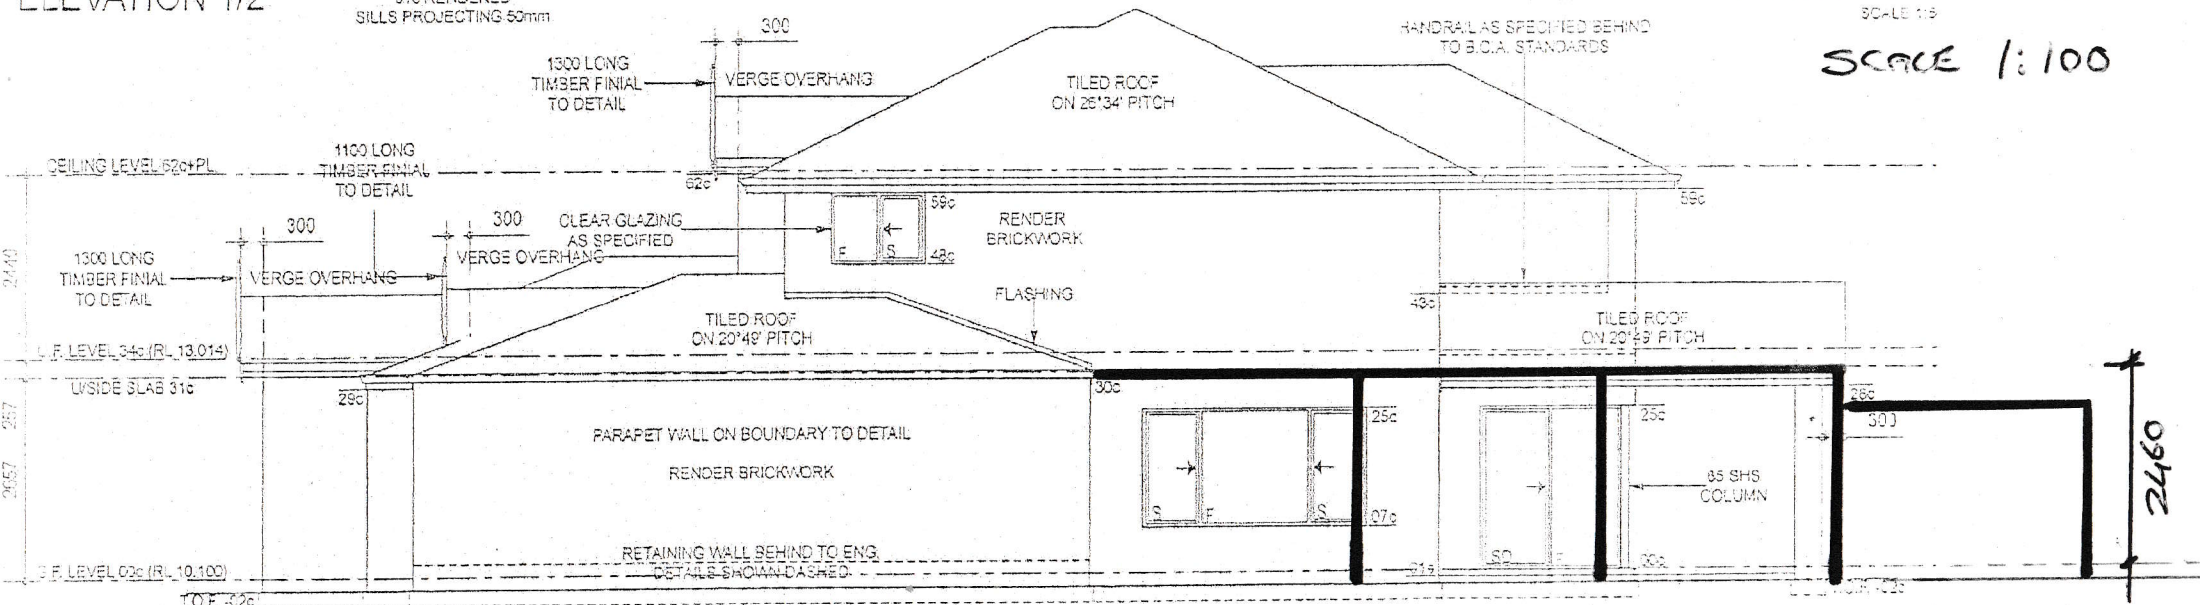 ELEVATION 1/2
SILLS PROJECTING 50mm
300
1300 LONG
TIMBER FINIAL
TO DETAIL
VERGE OVERHANG
TILED ROOF
ON 26°34' PITCH
HANDRAIL AS SPECIFIED BEHIND
TO B.C.A. STANDARDS
SCALE 1:100
CEILING LEVEL 62c+PL
1100 LONG
TIMBER FINIAL
TO DETAIL
62c
59c
59c
RENDER
BRICKWORK
300
300
CLEAR GLAZING
AS SPECIFIED
F
S
48c
1300 LONG
TIMBER FINIAL
TO DETAIL
VERGE OVERHANG
VERGE OVERHANG
2440
FLASHING
43c
TILED ROOF
ON 20°49' PITCH
TILED ROOF
ON 20°49' PITCH
F. LEVEL 34c (RL 13.014)
U/SIDE SLAB 31c
29c
30c
26c
300
257
2057
PARAPET WALL ON BOUNDARY TO DETAIL
RENDER BRICKWORK
25c
25c
S
F
S
07c
85 SHS
COLUMN
2460
RETAINING WALL BEHIND TO ENG.
DETAILS SHOWN DASHED
F. LEVEL 00c (RL 10.100)
SD
F
00c